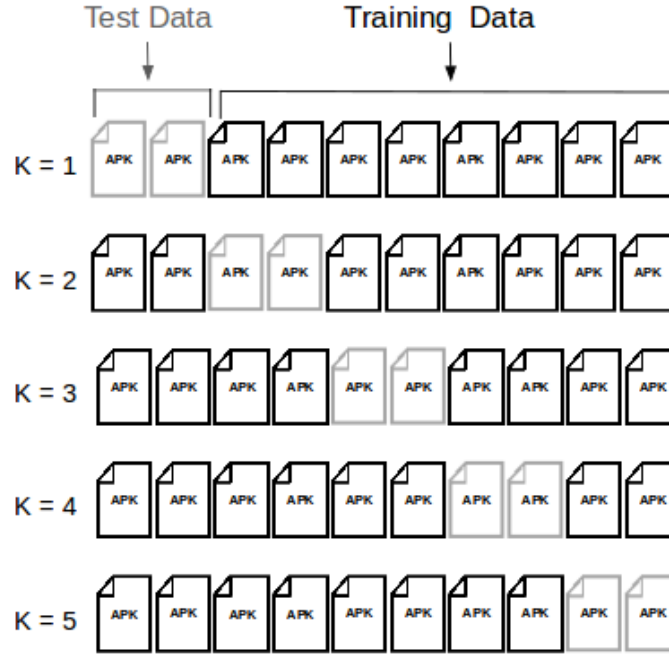 Test Data Training Data
K = 1 APK APK APK APK APK APK APK APK APK APK
K = 2 APK APK APK APK APK APK APK APK APK APK
K = 3 APK APK APK APK APK APK APK APK APK APK
K = 4 APK APK APK APK APK APK APK APK APK APK
K = 5 APK APK APK APK APK APK APK APK APK APK